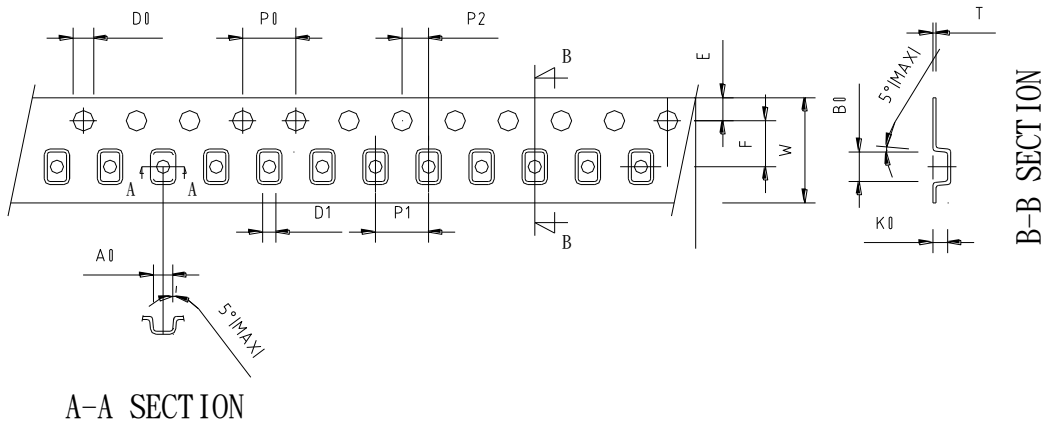 D0
P0
P2
T
B
E
5°(MAX)
B0
F
W
A
A
D1
P1
B
K0
B-B SECTION
A0
5°(MAX)
A-A SECTION